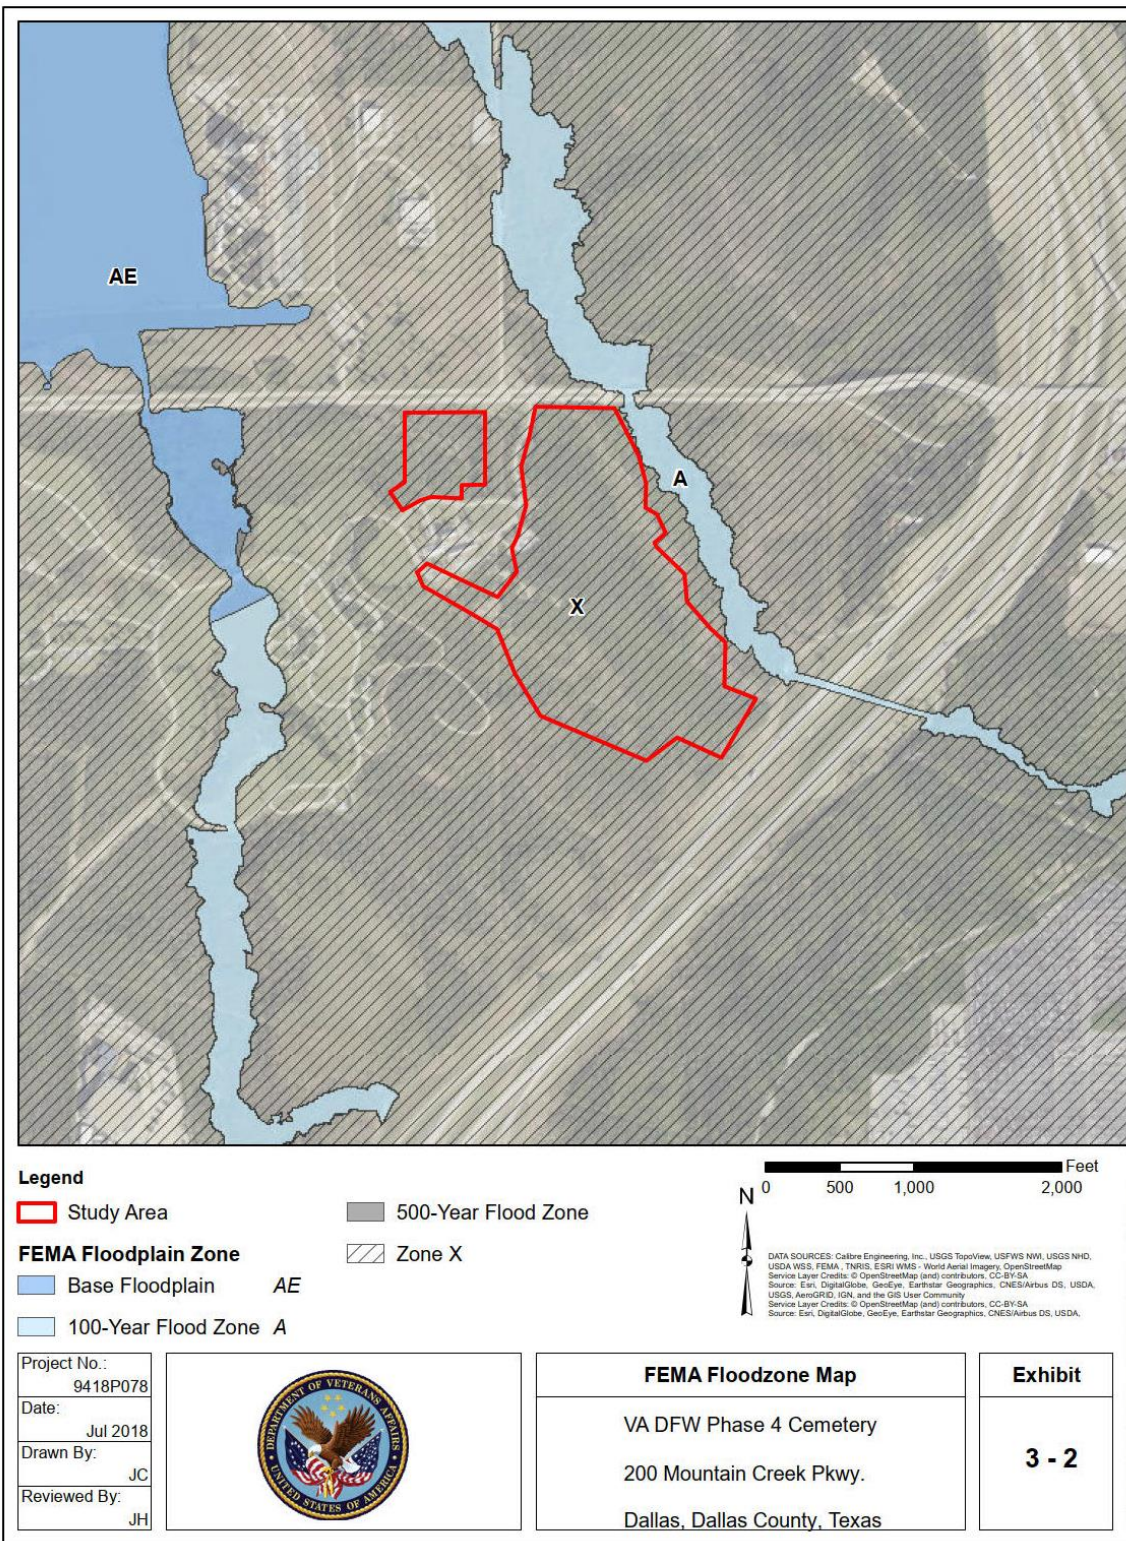 AE
A
X
Legend
Study Area
500-Year Flood Zone
FEMA Floodplain Zone
Zone X
Base Floodplain AE
100-Year Flood Zone A
Feet
0 500 1,000 2,000
N
DATA SOURCES: Calibre Engineering, Inc., USGS TopoView, USFWS NWI, USGS NHD,
USDA WSS, FEMA , TNRIS, ESRI WMS - World Aerial Imagery, OpenStreetMap
Service Layer Credits: © OpenStreetMap (and) contributors, CC-BY-SA
Source: Esri, DigitalGlobe, GeoEye, Earthstar Geographics, CNES/Airbus DS, USDA,
USGS, AeroGRID, IGN, and the GIS User Community
Service Layer Credits: © OpenStreetMap (and) contributors, CC-BY-SA
Source: Esri, DigitalGlobe, GeoEye, Earthstar Geographics, CNES/Airbus DS, USDA,
Project No.:
9418P078
Date:
Jul 2018
Drawn By:
JC
Reviewed By:
JH
DEPARTMENT OF VETERANS AFFAIRS
UNITED STATES OF AMERICA
FEMA Floodzone Map
VA DFW Phase 4 Cemetery
200 Mountain Creek Pkwy.
Dallas, Dallas County, Texas
Exhibit
3 - 2